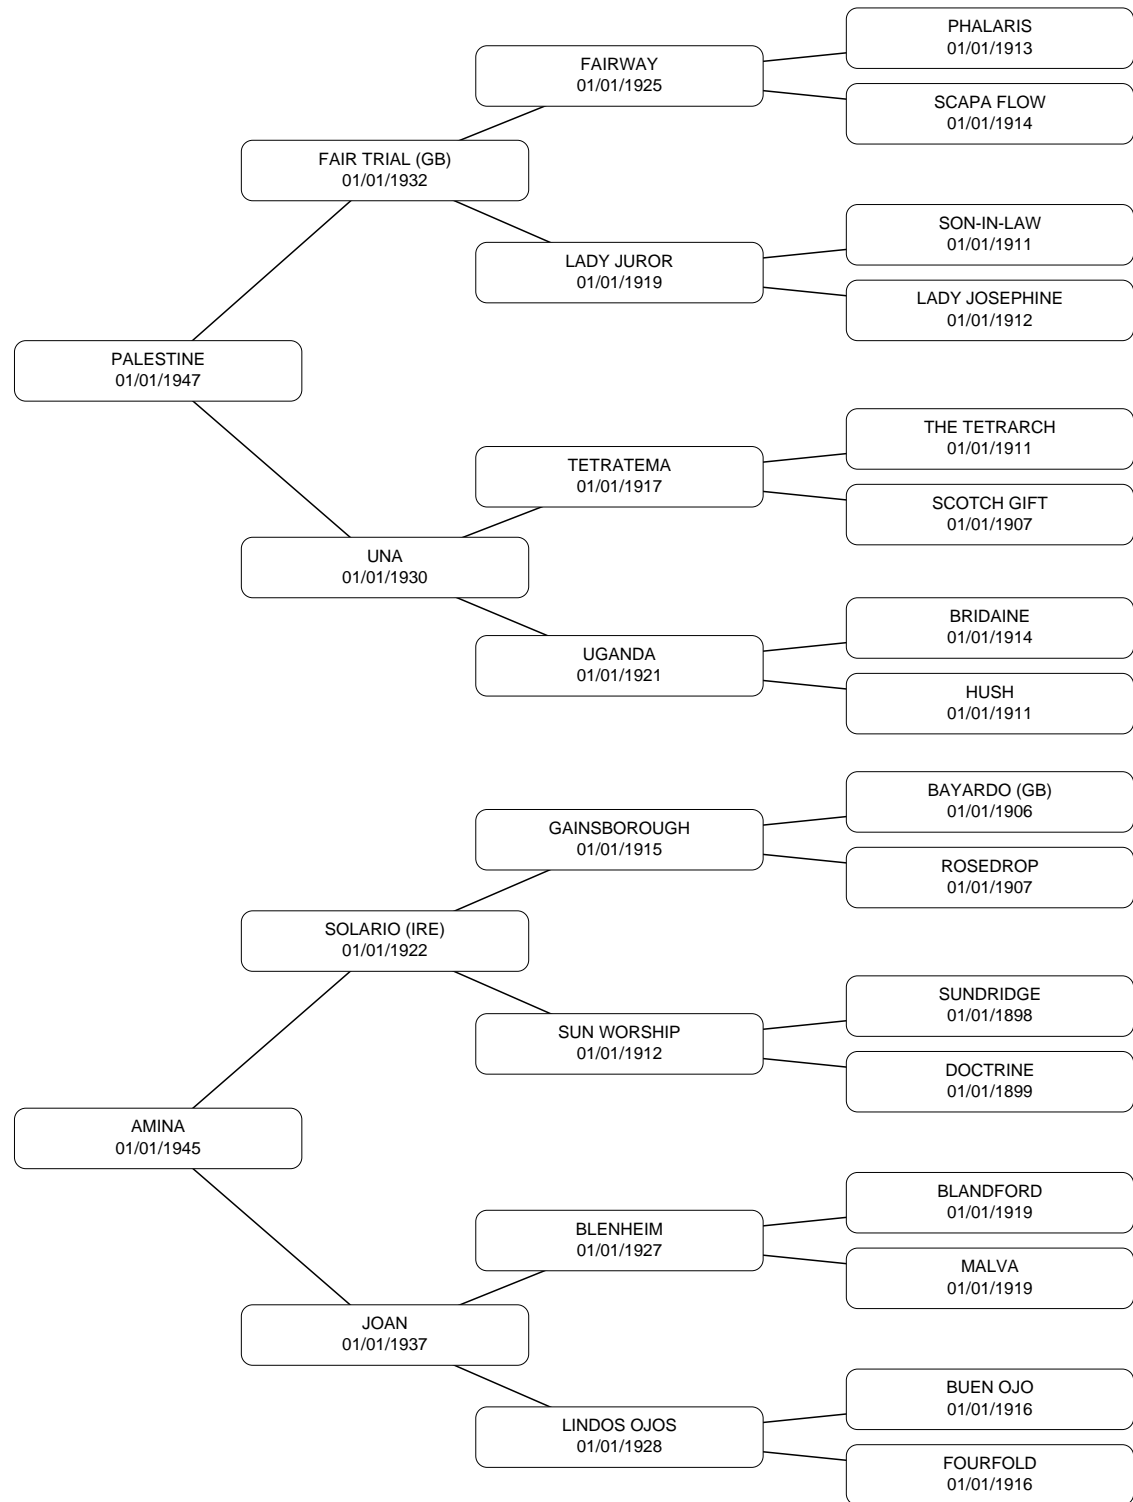 PHALARIS
01/01/1913
FAIRWAY
01/01/1925
SCAPA FLOW
01/01/1914
FAIR TRIAL (GB)
01/01/1932
SON-IN-LAW
01/01/1911
LADY JUROR
01/01/1919
LADY JOSEPHINE
01/01/1912
PALESTINE
01/01/1947
THE TETRARCH
01/01/1911
TETRATEMA
01/01/1917
SCOTCH GIFT
01/01/1907
UNA
01/01/1930
BRIDAINE
01/01/1914
UGANDA
01/01/1921
HUSH
01/01/1911
BAYARDO (GB)
01/01/1906
GAINSBOROUGH
01/01/1915
ROSEDROP
01/01/1907
SOLARIO (IRE)
01/01/1922
SUNDRIDGE
01/01/1898
SUN WORSHIP
01/01/1912
DOCTRINE
01/01/1899
AMINA
01/01/1945
BLANDFORD
01/01/1919
BLENHEIM
01/01/1927
MALVA
01/01/1919
JOAN
01/01/1937
BUEN OJO
01/01/1916
LINDOS OJOS
01/01/1928
FOURFOLD
01/01/1916